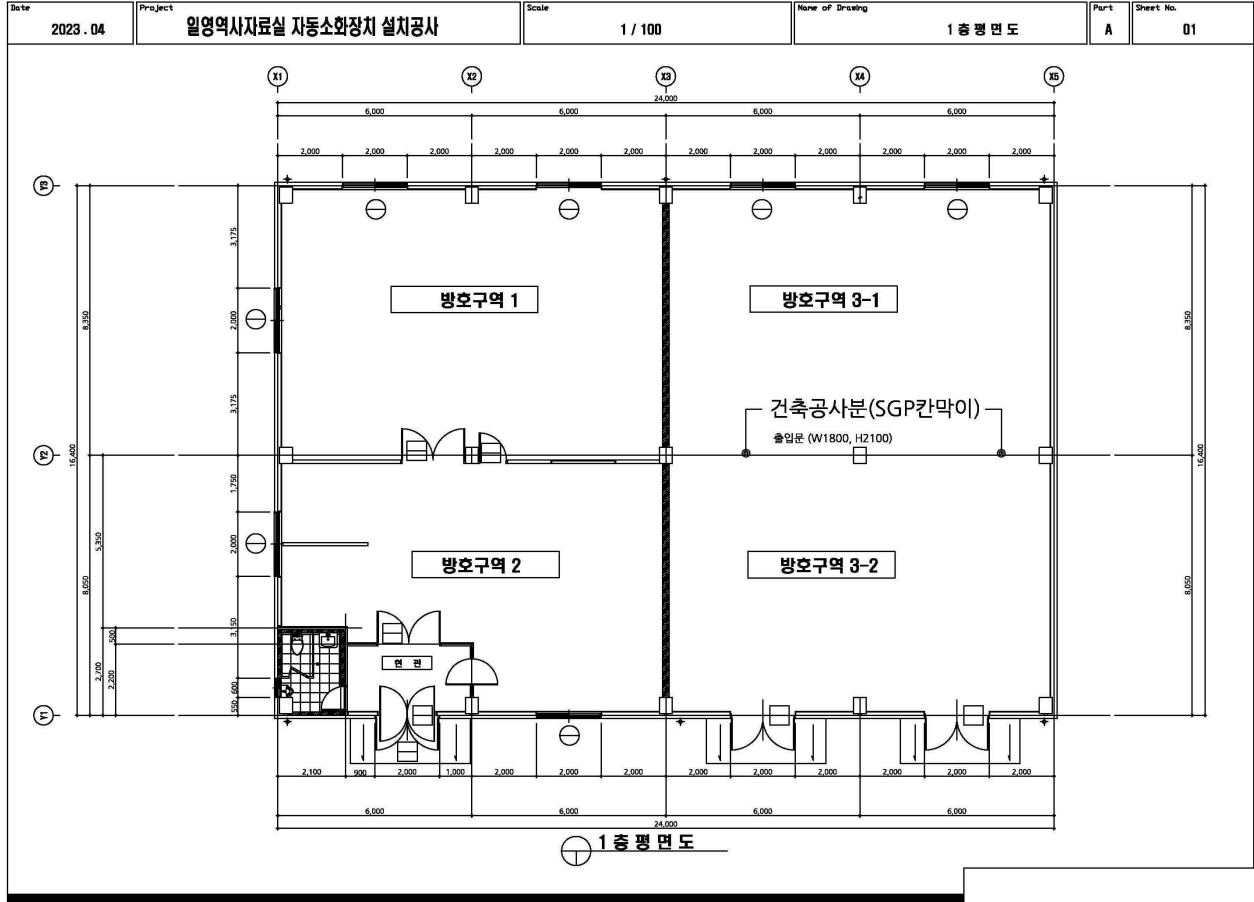 Date
2023 . 04
Project
일영역사자료실 자동소화장치 설치공사
Scale
1 / 100
Name of Drawing
1 층 평 면 도
Part
A
Sheet No.
01
X1 X2 X3 X4 X5
24,000
6,000 6,000 6,000 6,000
2,000 2,000 2,000 2,000 2,000 2,000 2,000 2,000 2,000 2,000 2,000 2,000
Y3
3,175
방호구역 1
방호구역 3-1
8,350
2,000
8,350
3,175
건축공사분(SGP칸막이)
출입문 (W1800, H2100)
Y2
16,400
16,400
1,750
5,350
2,000
방호구역 2
방호구역 3-2
8,050
8,050
3,150
500
현 관
2,700
2,200
600
550
Y1
2,100 900 2,000 1,000 2,000 2,000 2,000 2,000 2,000 2,000 2,000 2,000 2,000
6,000 6,000 6,000 6,000
24,000
1
1 층 평 면 도